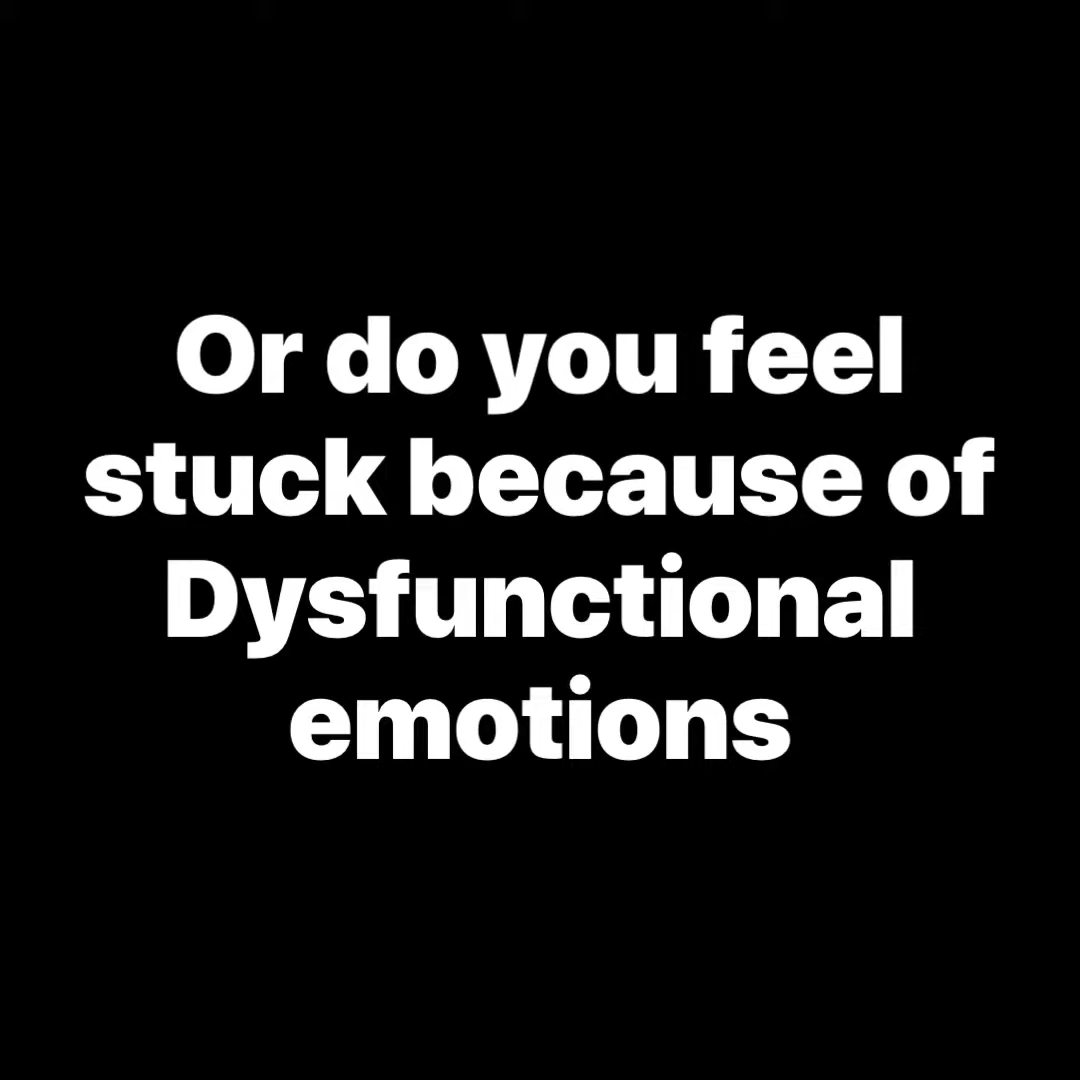 Or do you feel
stuck because of
Dysfunctional
emotions